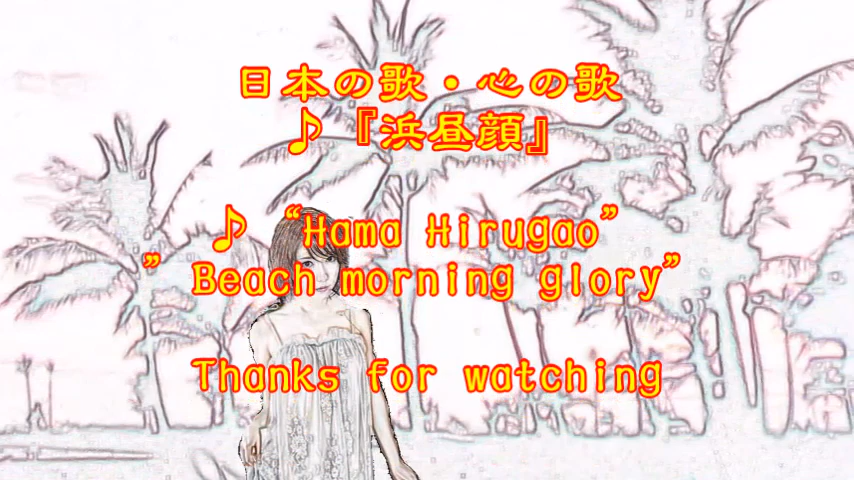 日本の歌・心の歌
♪『浜昼顔』
♪ “Hama Hirugao”
” Beach morning glory”
Thanks for watching